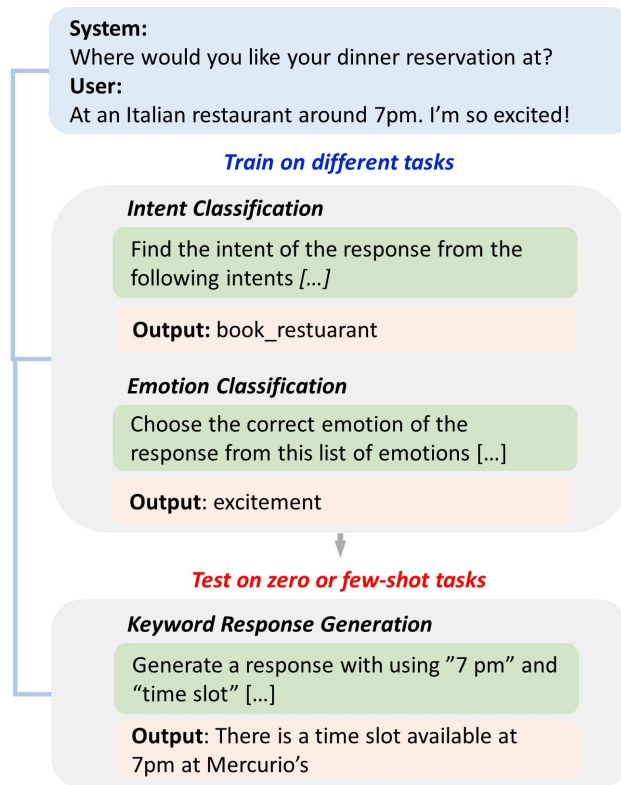 System:
Where would you like your dinner reservation at?
User:
At an Italian restaurant around 7pm. I'm so excited!
Train on different tasks
Intent Classification
Find the intent of the response from the
following intents [...]
Output: book_restuarant
Emotion Classification
Choose the correct emotion of the
response from this list of emotions [...]
Output: excitement
Test on zero or few-shot tasks
Keyword Response Generation
Generate a response with using ”7 pm” and
“time slot” [...]
Output: There is a time slot available at
7pm at Mercurio’s